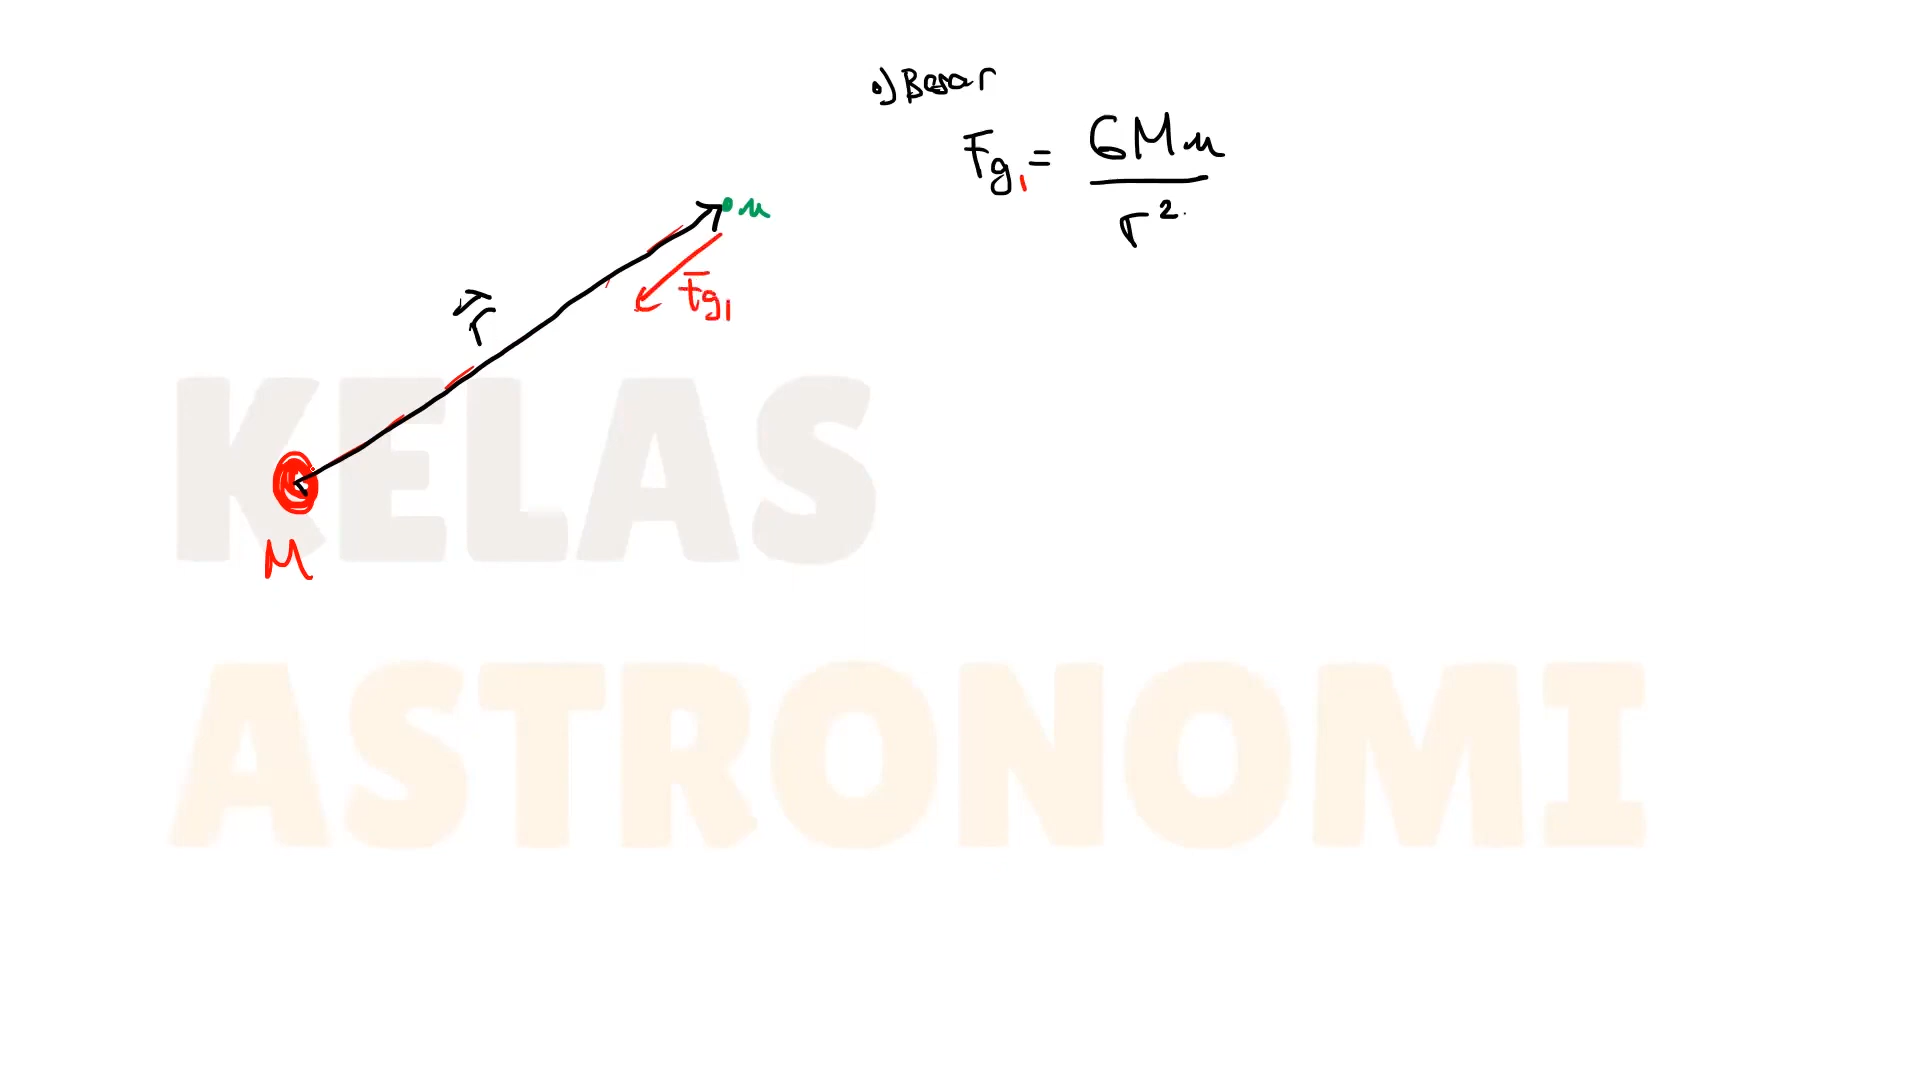 •) Besar
Fg₁ = GMm
r²
m
Fg₁
r⃗
M
KELAS
ASTRONOMI